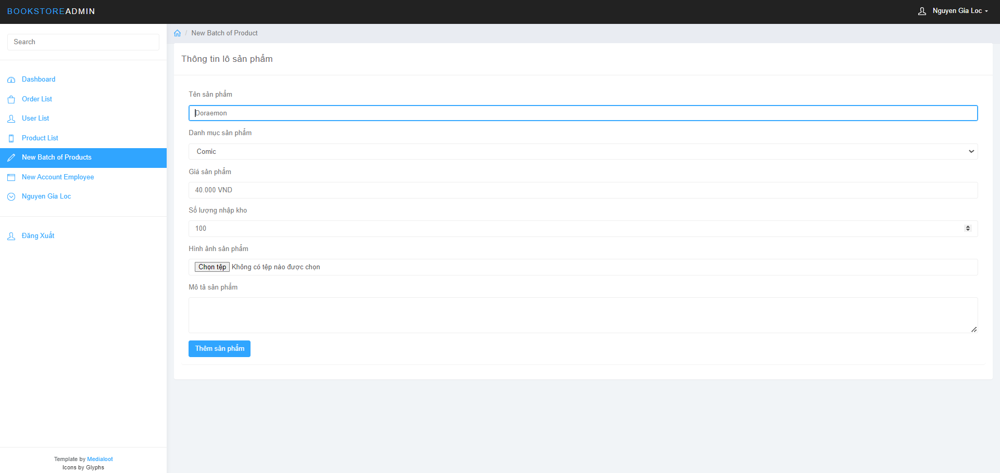 BOOKSTOREADMIN
Nguyen Gia Loc
Search
Dashboard
Order List
User List
Product List
New Batch of Products
New Account Employee
Nguyen Gia Loc
Đăng Xuất
Template by Medialoot
Icons by Glyphs
/ New Batch of Product
Thông tin lô sản phẩm
Tên sản phẩm
Doraemon
Danh mục sản phẩm
Comic
Giá sản phẩm
40.000 VND
Số lượng nhập kho
100
Hình ảnh sản phẩm
Chọn tệp Không có tệp nào được chọn
Mô tả sản phẩm
Thêm sản phẩm